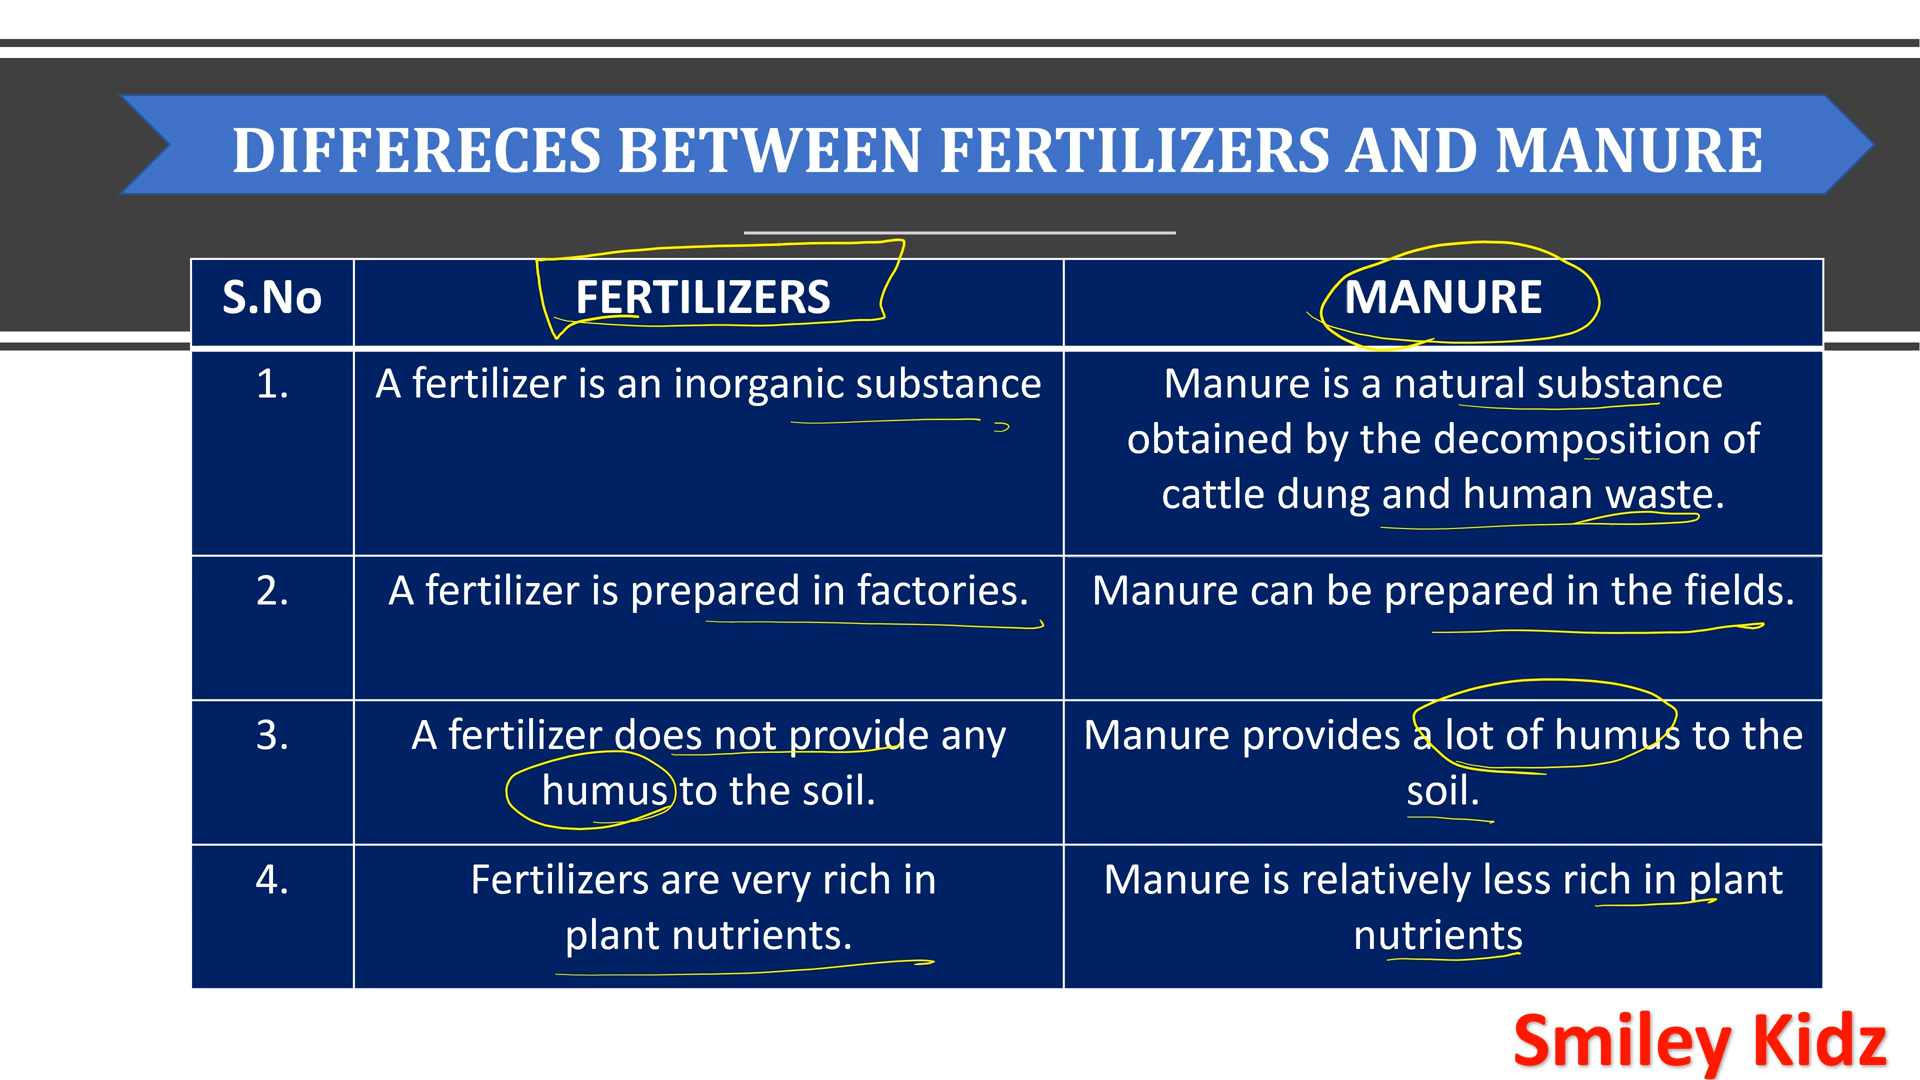 DIFFERECES BETWEEN FERTILIZERS AND MANURE
S.No
FERTILIZERS
MANURE
1.
A fertilizer is an inorganic substance
Manure is a natural substance
obtained by the decomposition of
cattle dung and human waste.
2.
A fertilizer is prepared in factories.
Manure can be prepared in the fields.
3.
A fertilizer does not provide any
humus to the soil.
Manure provides a lot of humus to the
soil.
4.
Fertilizers are very rich in
plant nutrients.
Manure is relatively less rich in plant
nutrients
Smiley Kidz